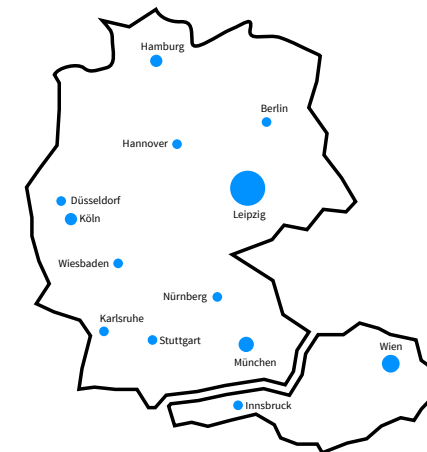 Hamburg
Berlin
Hannover
Düsseldorf
Leipzig
Köln
Wiesbaden
Nürnberg
Karlsruhe
Stuttgart
Wien
München
Innsbruck